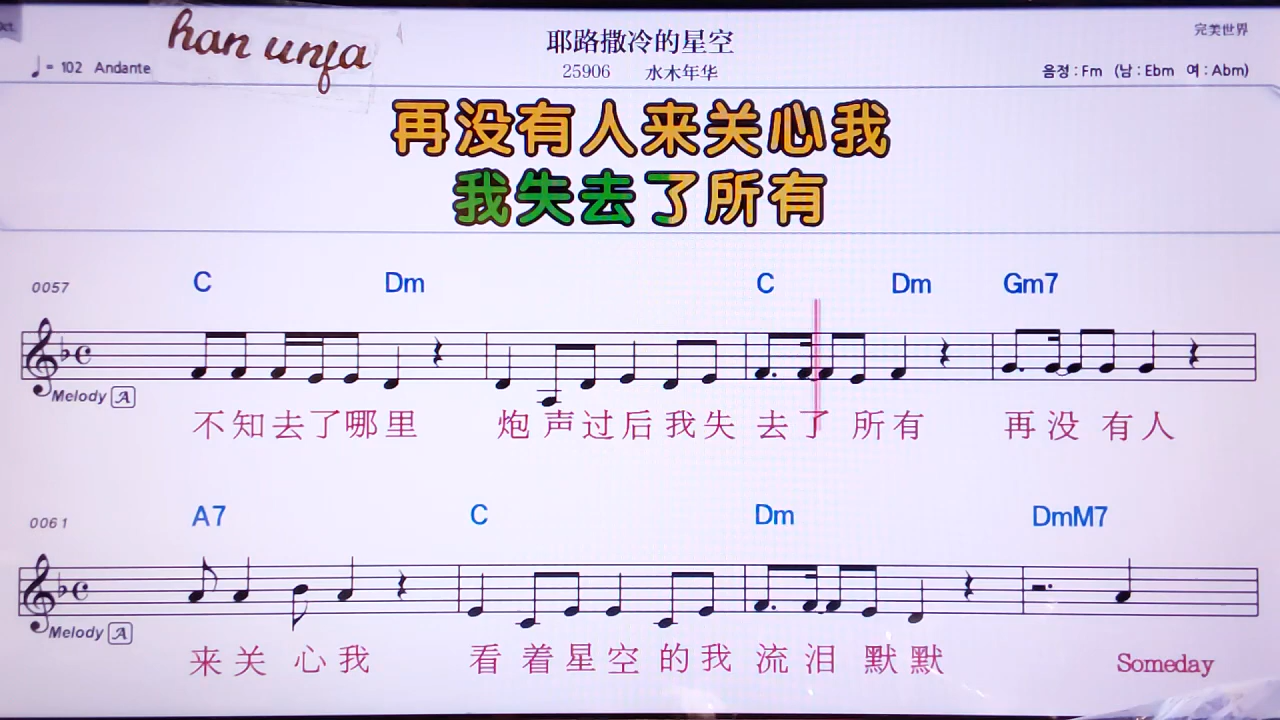 han unfa
耶路撒冷的星空
完美世界
= 102 Andante
25906 水木年华
음정 : Fm (남 : Ebm 여 : Abm)
再没有人来关心我
我失去了所有
0057
C Dm C Dm Gm7
Melody A
不知去了哪里 炮声过后我失去了所有 再没有人
0061
A7 C Dm DmM7
Melody A
来关心我 看着星空的我流泪默默 Someday